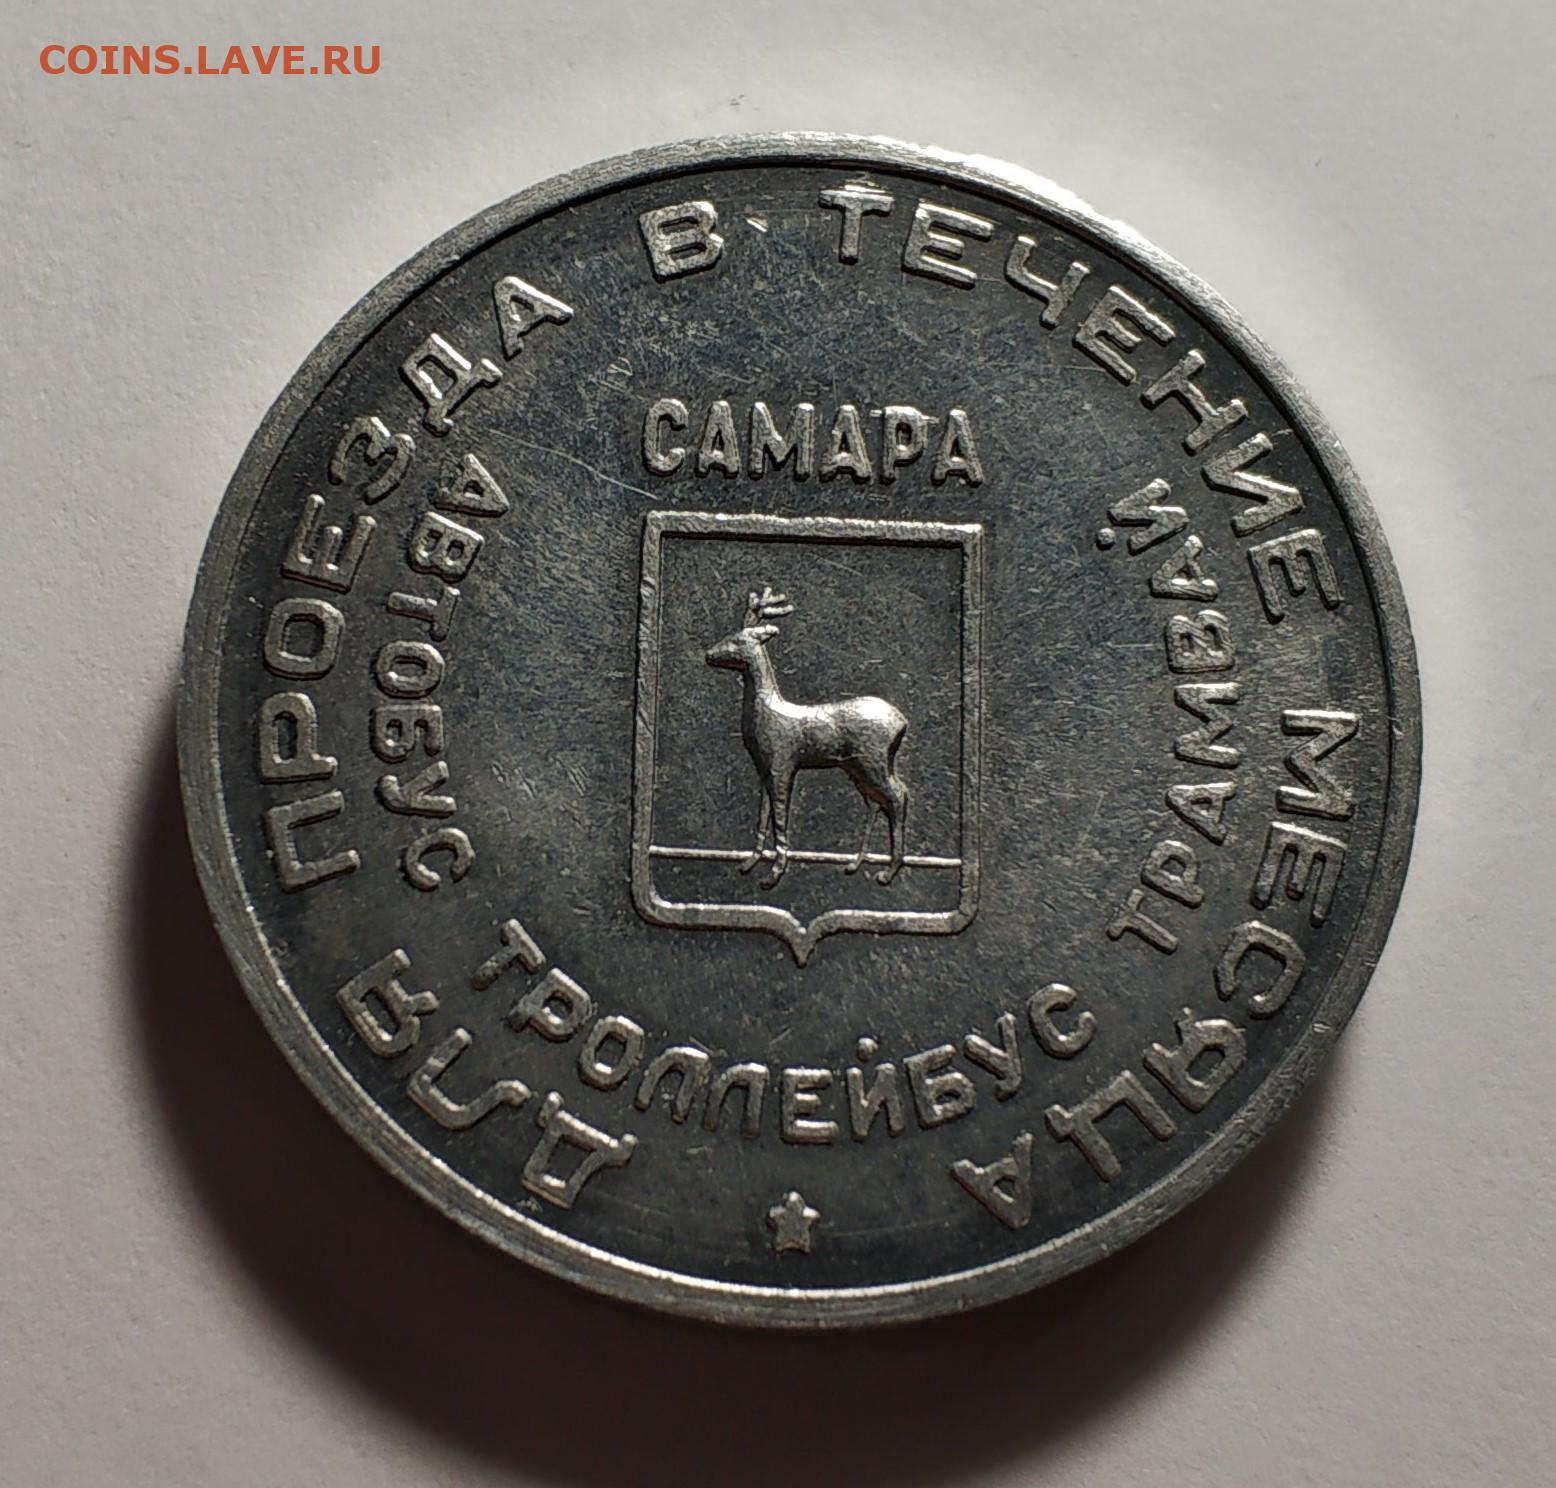 COINS.LAVE.RU
ДЛЯ ПРОЕЗДА В ТЕЧЕНИЕ МЕСЯЦА
САМАРА
АВТОБУС
ТРОЛЛЕЙБУС
ТРАМВАЙ